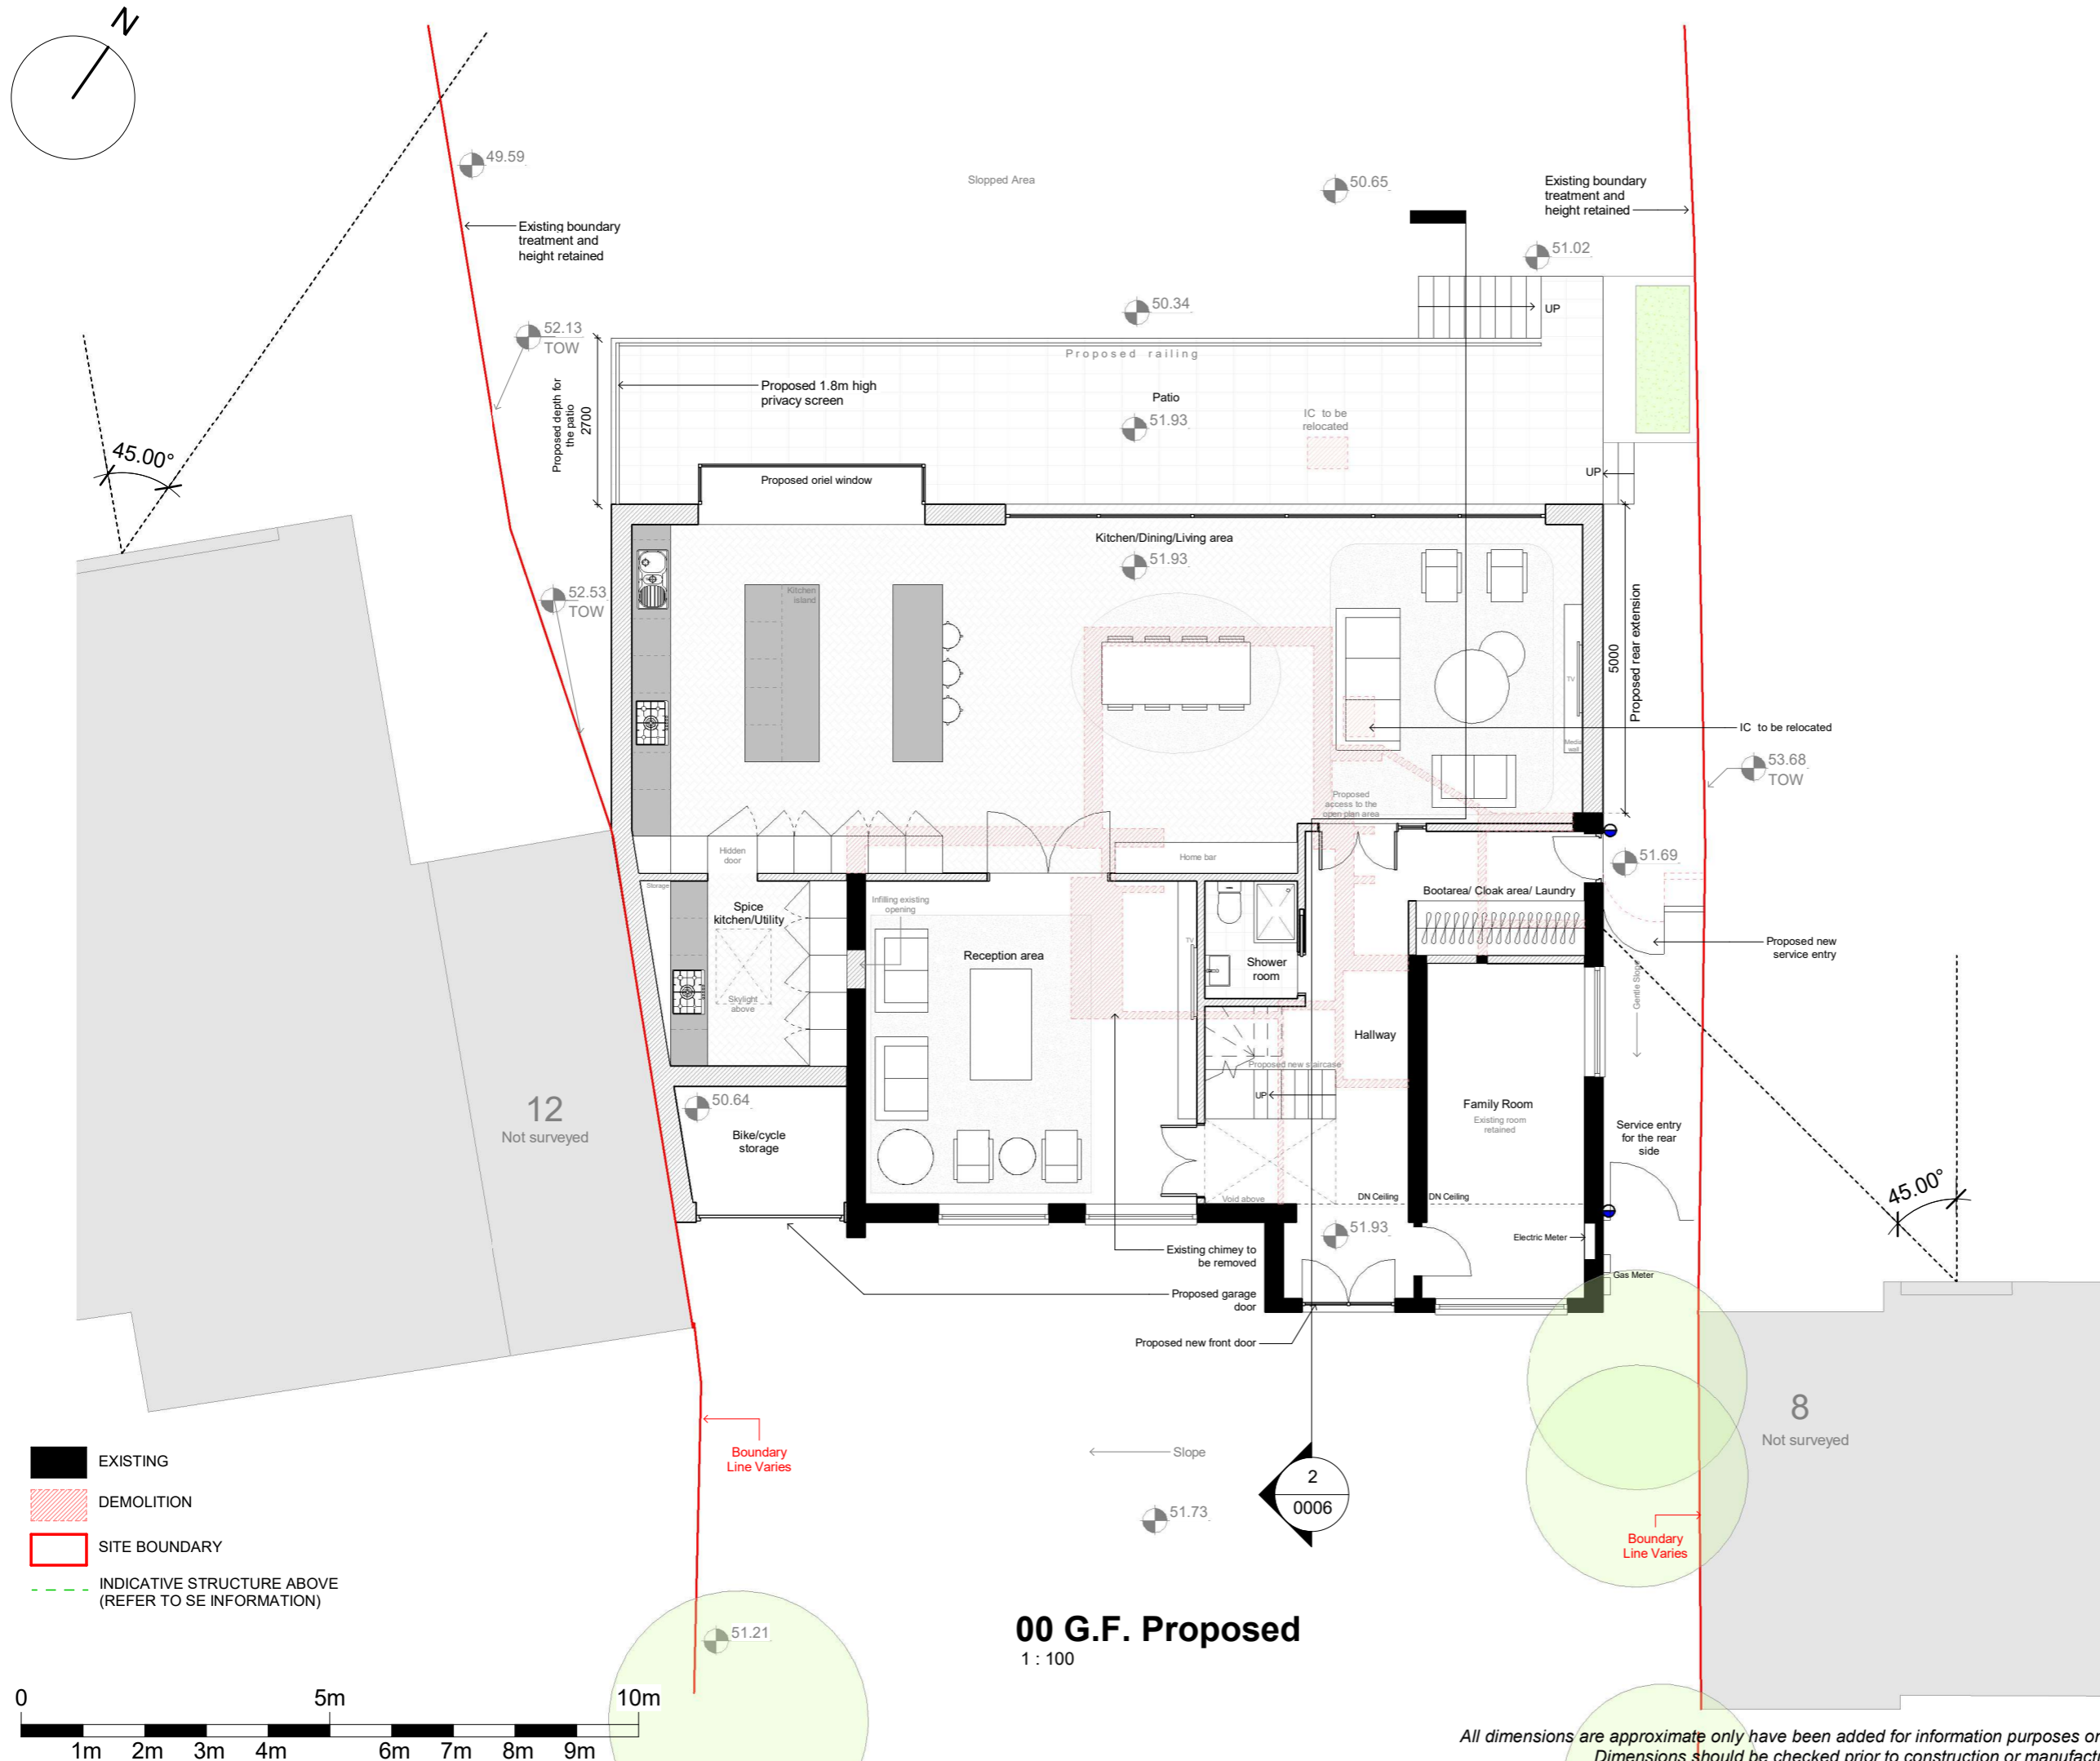 N
49.59
Slopped Area
50.65
Existing boundary
treatment and
height retained
Existing boundary
treatment and
height retained
51.02
50.34
UP
52.13
TOW
Proposed railing
Proposed depth for
the patio
2700
Proposed 1.8m high
privacy screen
Patio
51.93
IC to be
relocated
45.00°
UP
Proposed oriel window
Kitchen/Dining/Living area
51.93
52.53
TOW
Kitchen
island
5000
Proposed rear extension
TV
Media
wall
IC to be relocated
53.68
TOW
Proposed
access to the
open plan area
Hidden
door
Home bar
51.69
Storage
Spice
kitchen/Utility
Infilling existing
opening
Bootarea/ Cloak area/ Laundry
Reception area
TV
Shower
room
Proposed new
service entry
Gentle Slope
Skylight
above
Hallway
Proposed new staircase
UP
12
Not surveyed
50.64
Bike/cycle
storage
Family Room
Existing room
retained
Service entry
for the rear
side
45.00°
Void above
DN Ceiling
DN Ceiling
51.93
Electric Meter
Existing chimey to
be removed
Gas Meter
Proposed garage
door
Proposed new front door
8
Not surveyed
Boundary
Line Varies
Slope
2
0006
51.73
Boundary
Line Varies
EXISTING
DEMOLITION
SITE BOUNDARY
INDICATIVE STRUCTURE ABOVE
(REFER TO SE INFORMATION)
51.21
00 G.F. Proposed
1 : 100
0
5m
10m
1m
2m
3m
4m
6m
7m
8m
9m
All dimensions are approximate only have been added for information purposes
Dimensions should be checked prior to construction or